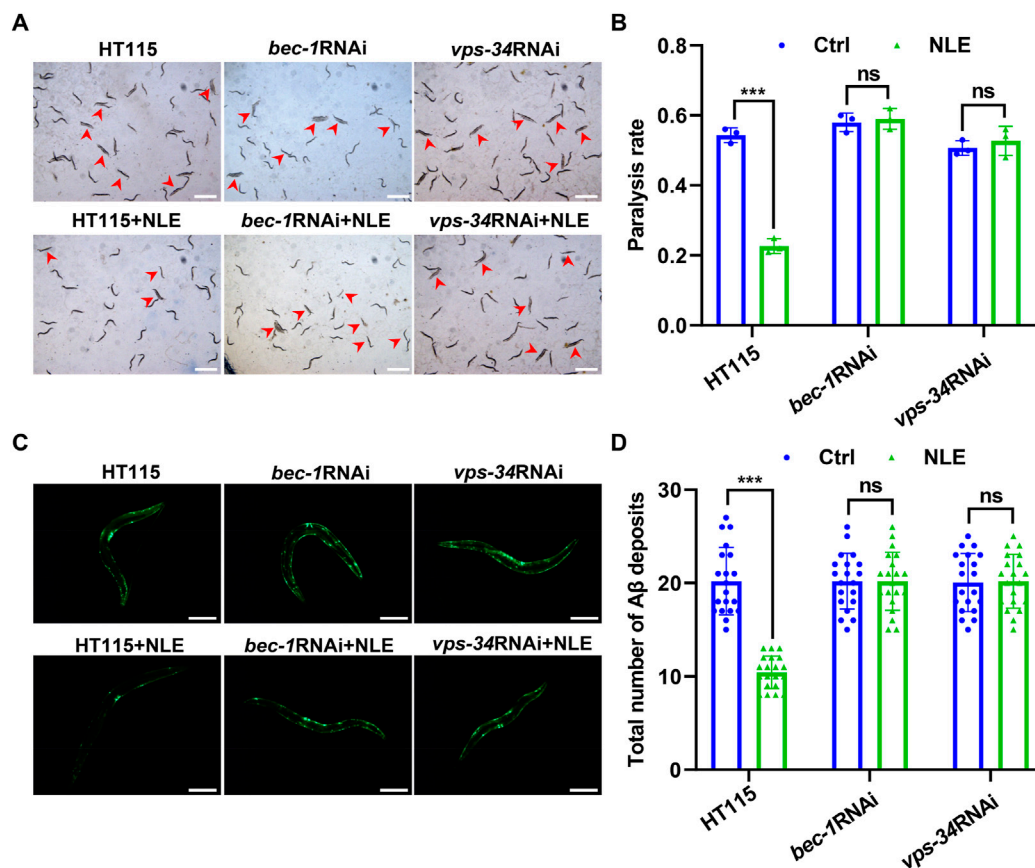 A
HT115 bec-1RNAi vps-34RNAi
HT115+NLE bec-1RNAi+NLE vps-34RNAi+NLE
B
Ctrl NLE
Paralysis rate
0.8
0.6
0.4
0.2
0.0
*** ns ns
HT115 bec-1RNAi vps-34RNAi
C
HT115 bec-1RNAi vps-34RNAi
HT115+NLE bec-1RNAi+NLE vps-34RNAi+NLE
D
Ctrl NLE
Total number of Aβ deposits
30
20
10
0
*** ns ns
HT115 bec-1RNAi vps-34RNAi